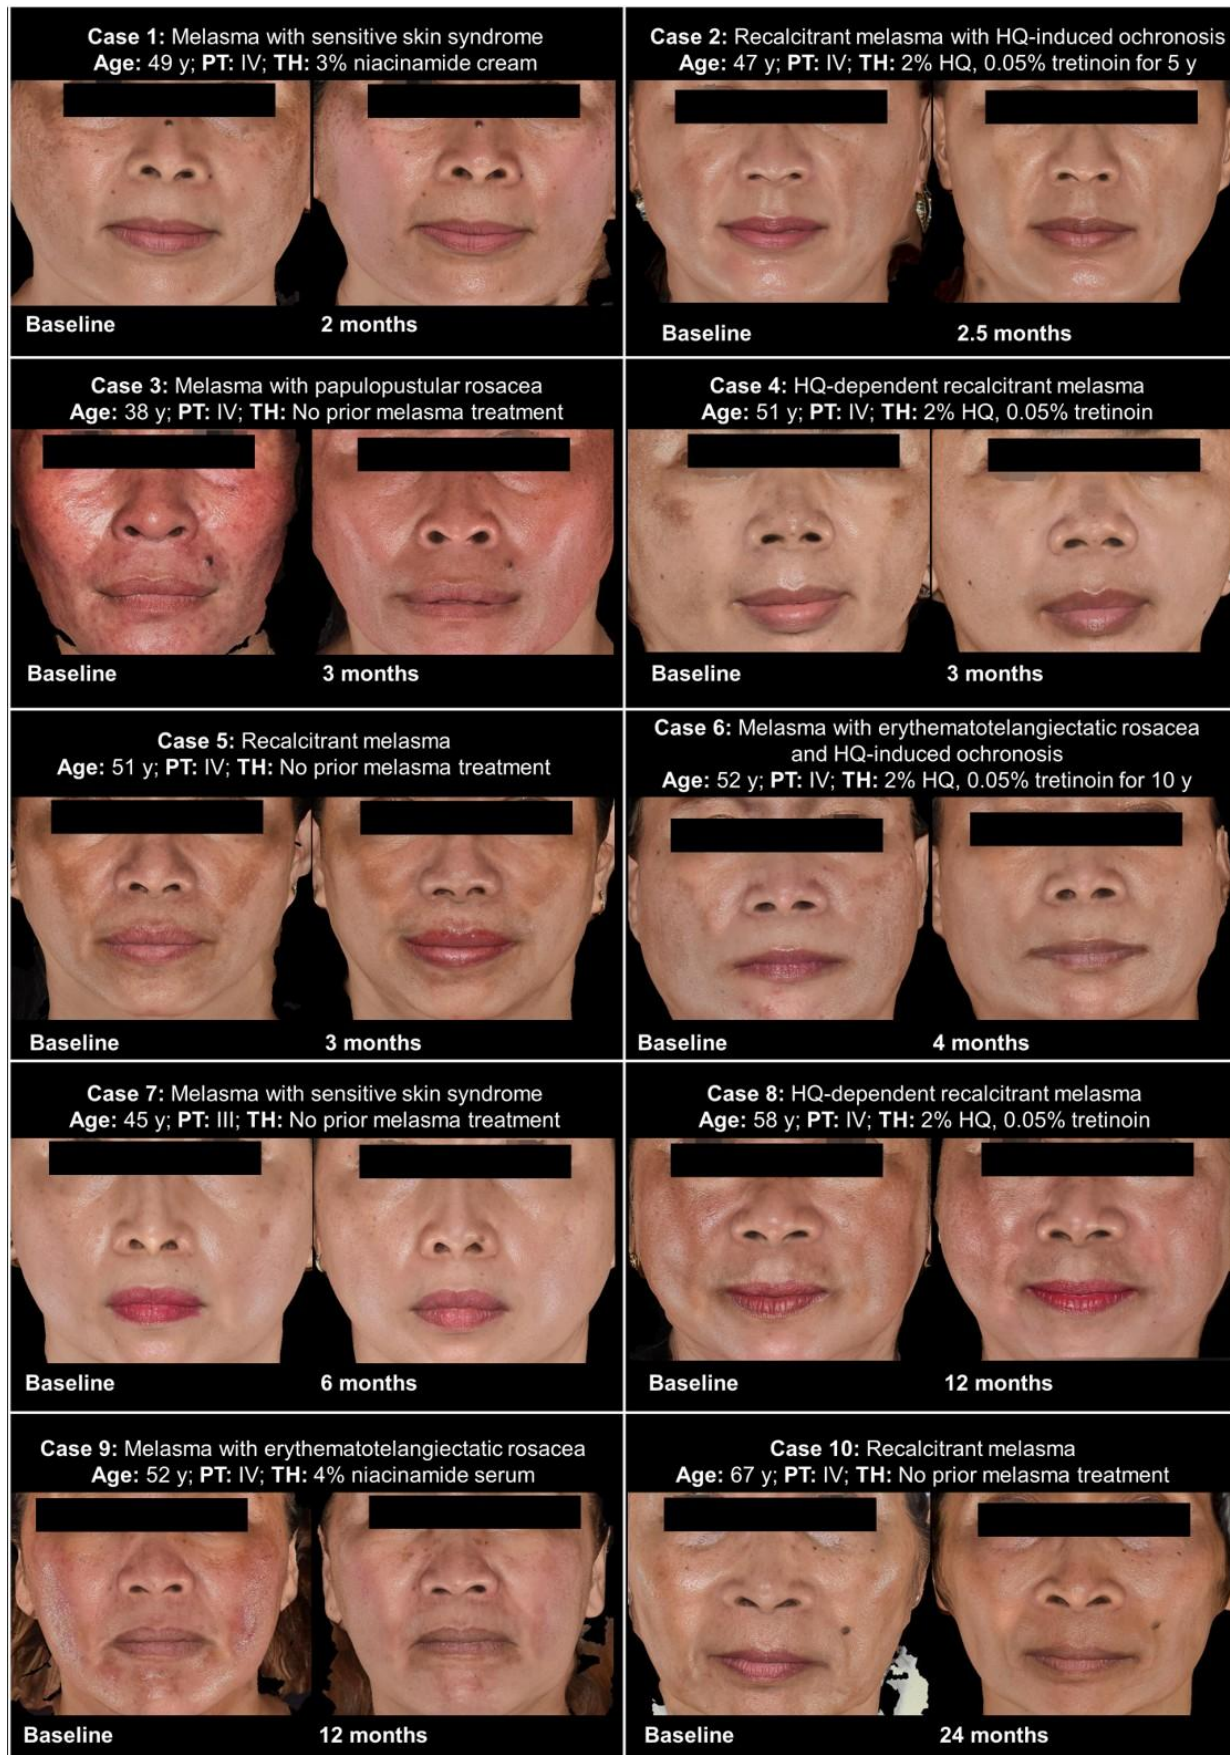 Case 1: Melasma with sensitive skin syndrome
Age: 49 y; PT: IV; TH: 3% niacinamide cream
Baseline
2 months
Case 2: Recalcitrant melasma with HQ-induced ochronosis
Age: 47 y; PT: IV; TH: 2% HQ, 0.05% tretinoin for 5 y
Baseline
2.5 months
Case 3: Melasma with papulopustular rosacea
Age: 38 y; PT: IV; TH: No prior melasma treatment
Baseline
3 months
Case 4: HQ-dependent recalcitrant melasma
Age: 51 y; PT: IV; TH: 2% HQ, 0.05% tretinoin
Baseline
3 months
Case 5: Recalcitrant melasma
Age: 51 y; PT: IV; TH: No prior melasma treatment
Baseline
3 months
Case 6: Melasma with erythematotelangiectatic rosacea
and HQ-induced ochronosis
Age: 52 y; PT: IV; TH: 2% HQ, 0.05% tretinoin for 10 y
Baseline
4 months
Case 7: Melasma with sensitive skin syndrome
Age: 45 y; PT: III; TH: No prior melasma treatment
Baseline
6 months
Case 8: HQ-dependent recalcitrant melasma
Age: 58 y; PT: IV; TH: 2% HQ, 0.05% tretinoin
Baseline
12 months
Case 9: Melasma with erythematotelangiectatic rosacea
Age: 52 y; PT: IV; TH: 4% niacinamide serum
Baseline
12 months
Case 10: Recalcitrant melasma
Age: 67 y; PT: IV; TH: No prior melasma treatment
Baseline
24 months